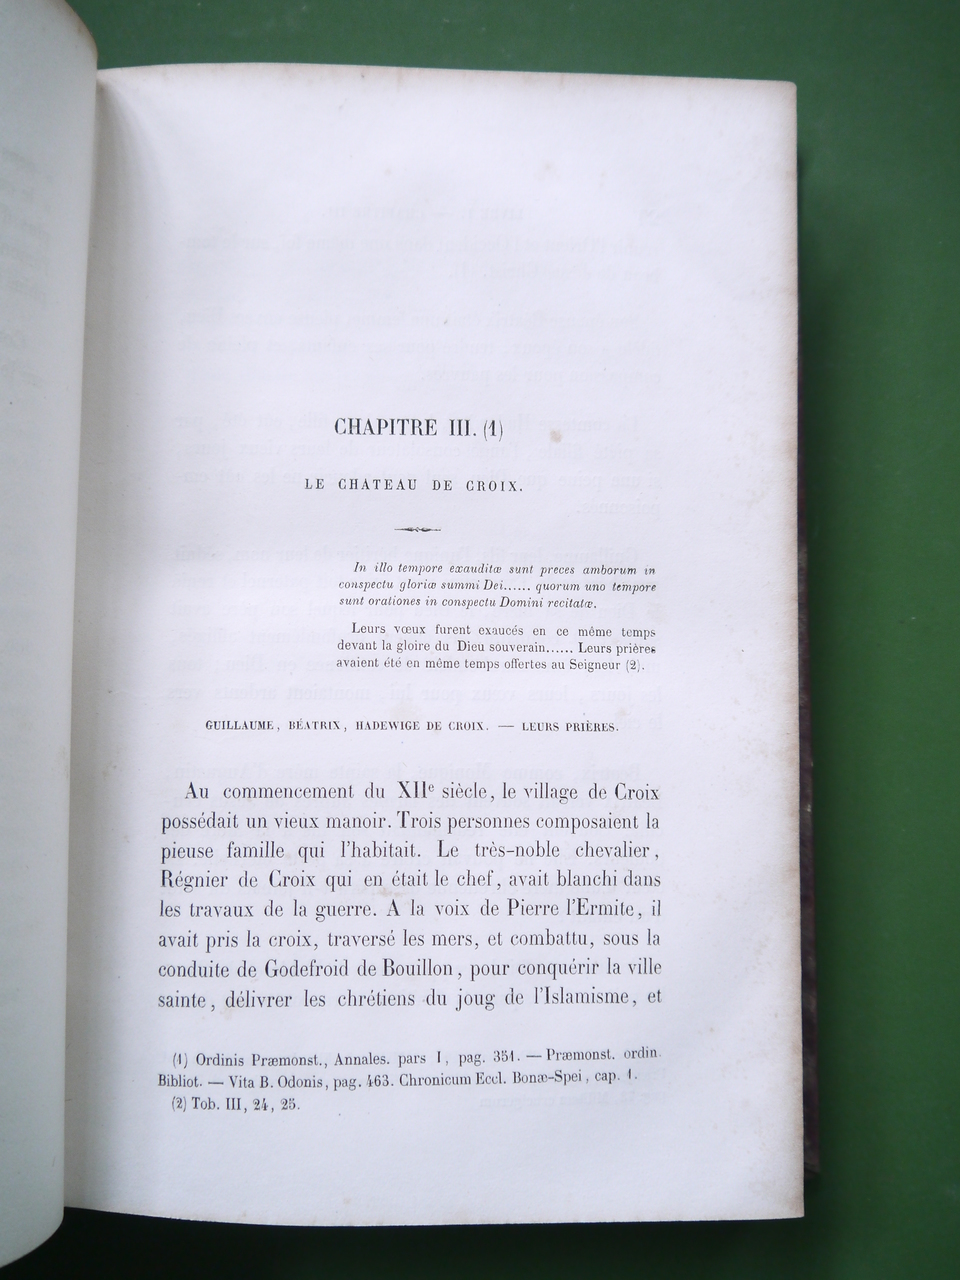 CHAPITRE III. (1)
LE CHATEAU DE CROIX.
In illo tempore exauditæ sunt preces amborum in
conspectu gloriæ summi Dei...... quorum uno tempore
sunt orationes in conspectu Domini recitatæ.
Leurs vœux furent exaucés en ce même temps
devant la gloire du Dieu souverain...... Leurs prières
avaient été en même temps offertes au Seigneur (2).
GUILLAUME, BÉATRIX, HADEWIGE DE CROIX. — LEURS PRIÈRES.
Au commencement du XIIe siècle, le village de Croix
possédait un vieux manoir. Trois personnes composaient la
pieuse famille qui l'habitait. Le très-noble chevalier,
Régnier de Croix qui en était le chef, avait blanchi dans
les travaux de la guerre. A la voix de Pierre l'Ermite, il
avait pris la croix, traversé les mers, et combattu, sous la
conduite de Godefroid de Bouillon, pour conquérir la ville
sainte, délivrer les chrétiens du joug de l'Islamisme, et
(1) Ordinis Præmonst., Annales. pars I, pag. 351. — Præmonst. ordin.
Bibliot. — Vita B. Odonis, pag. 463. Chronicum Eccl. Bonæ-Spei, cap. 1.
(2) Tob. III, 24, 25.